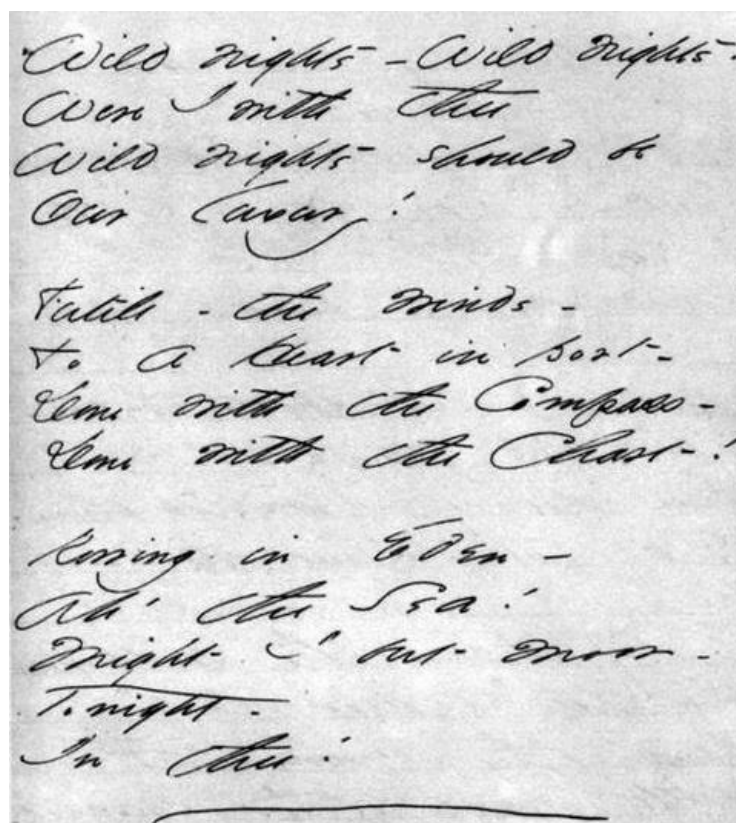 Wild nights - Wild nights!
Were I with thee
Wild nights should be
Our luxury!
Futile - the winds -
To a Heart in port -
Done with the Compass -
Done with the Chart!
Rowing in Eden -
Ah! the Sea!
Might I but moor -
Tonight -
In thee!